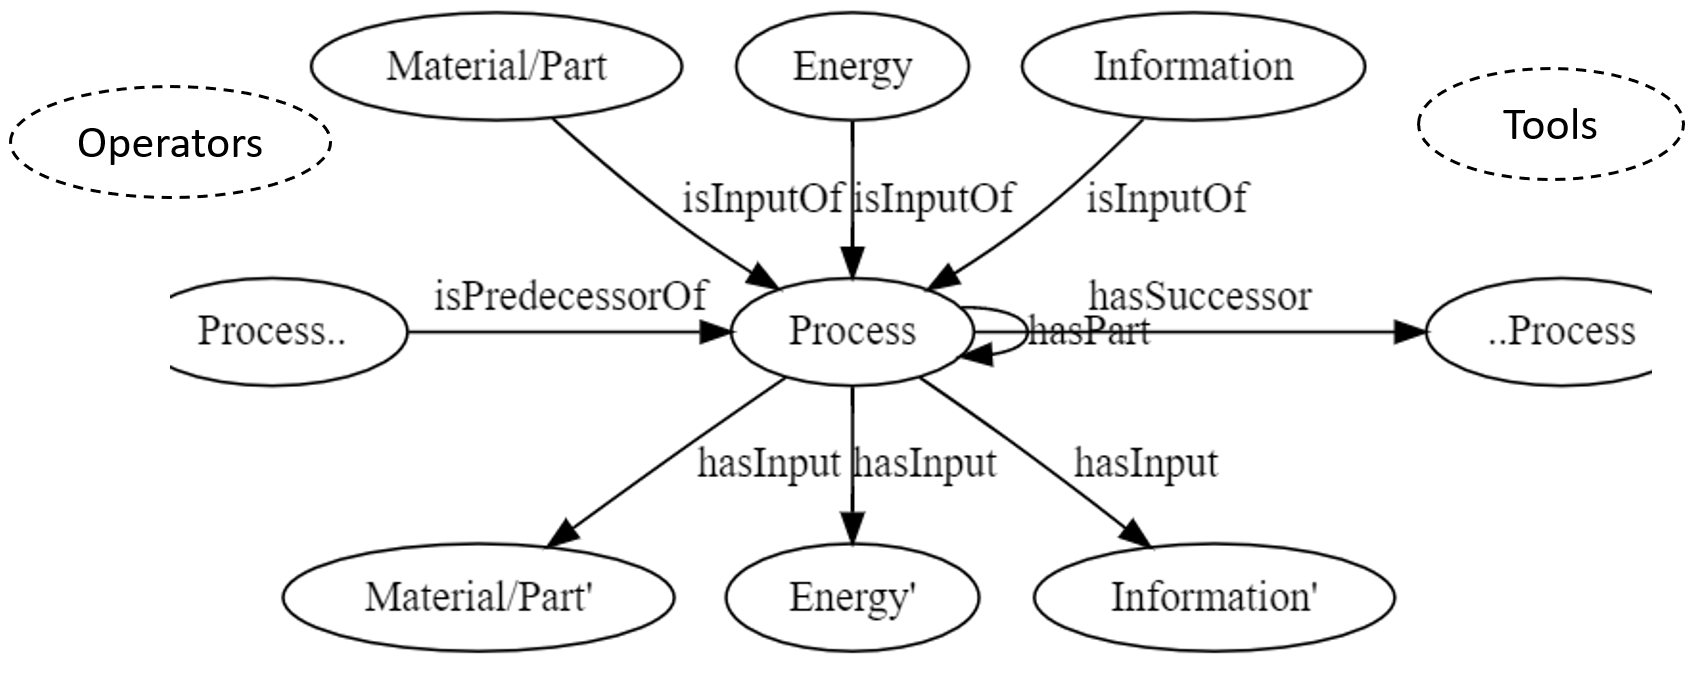 Material/Part
Energy
Information
Operators
Tools
isInputOf
isInputOf
isInputOf
isPredecessorOf
hasSuccessor
Process..
Process
hasPart
..Process
hasInput
hasInput
hasInput
Material/Part'
Energy'
Information'